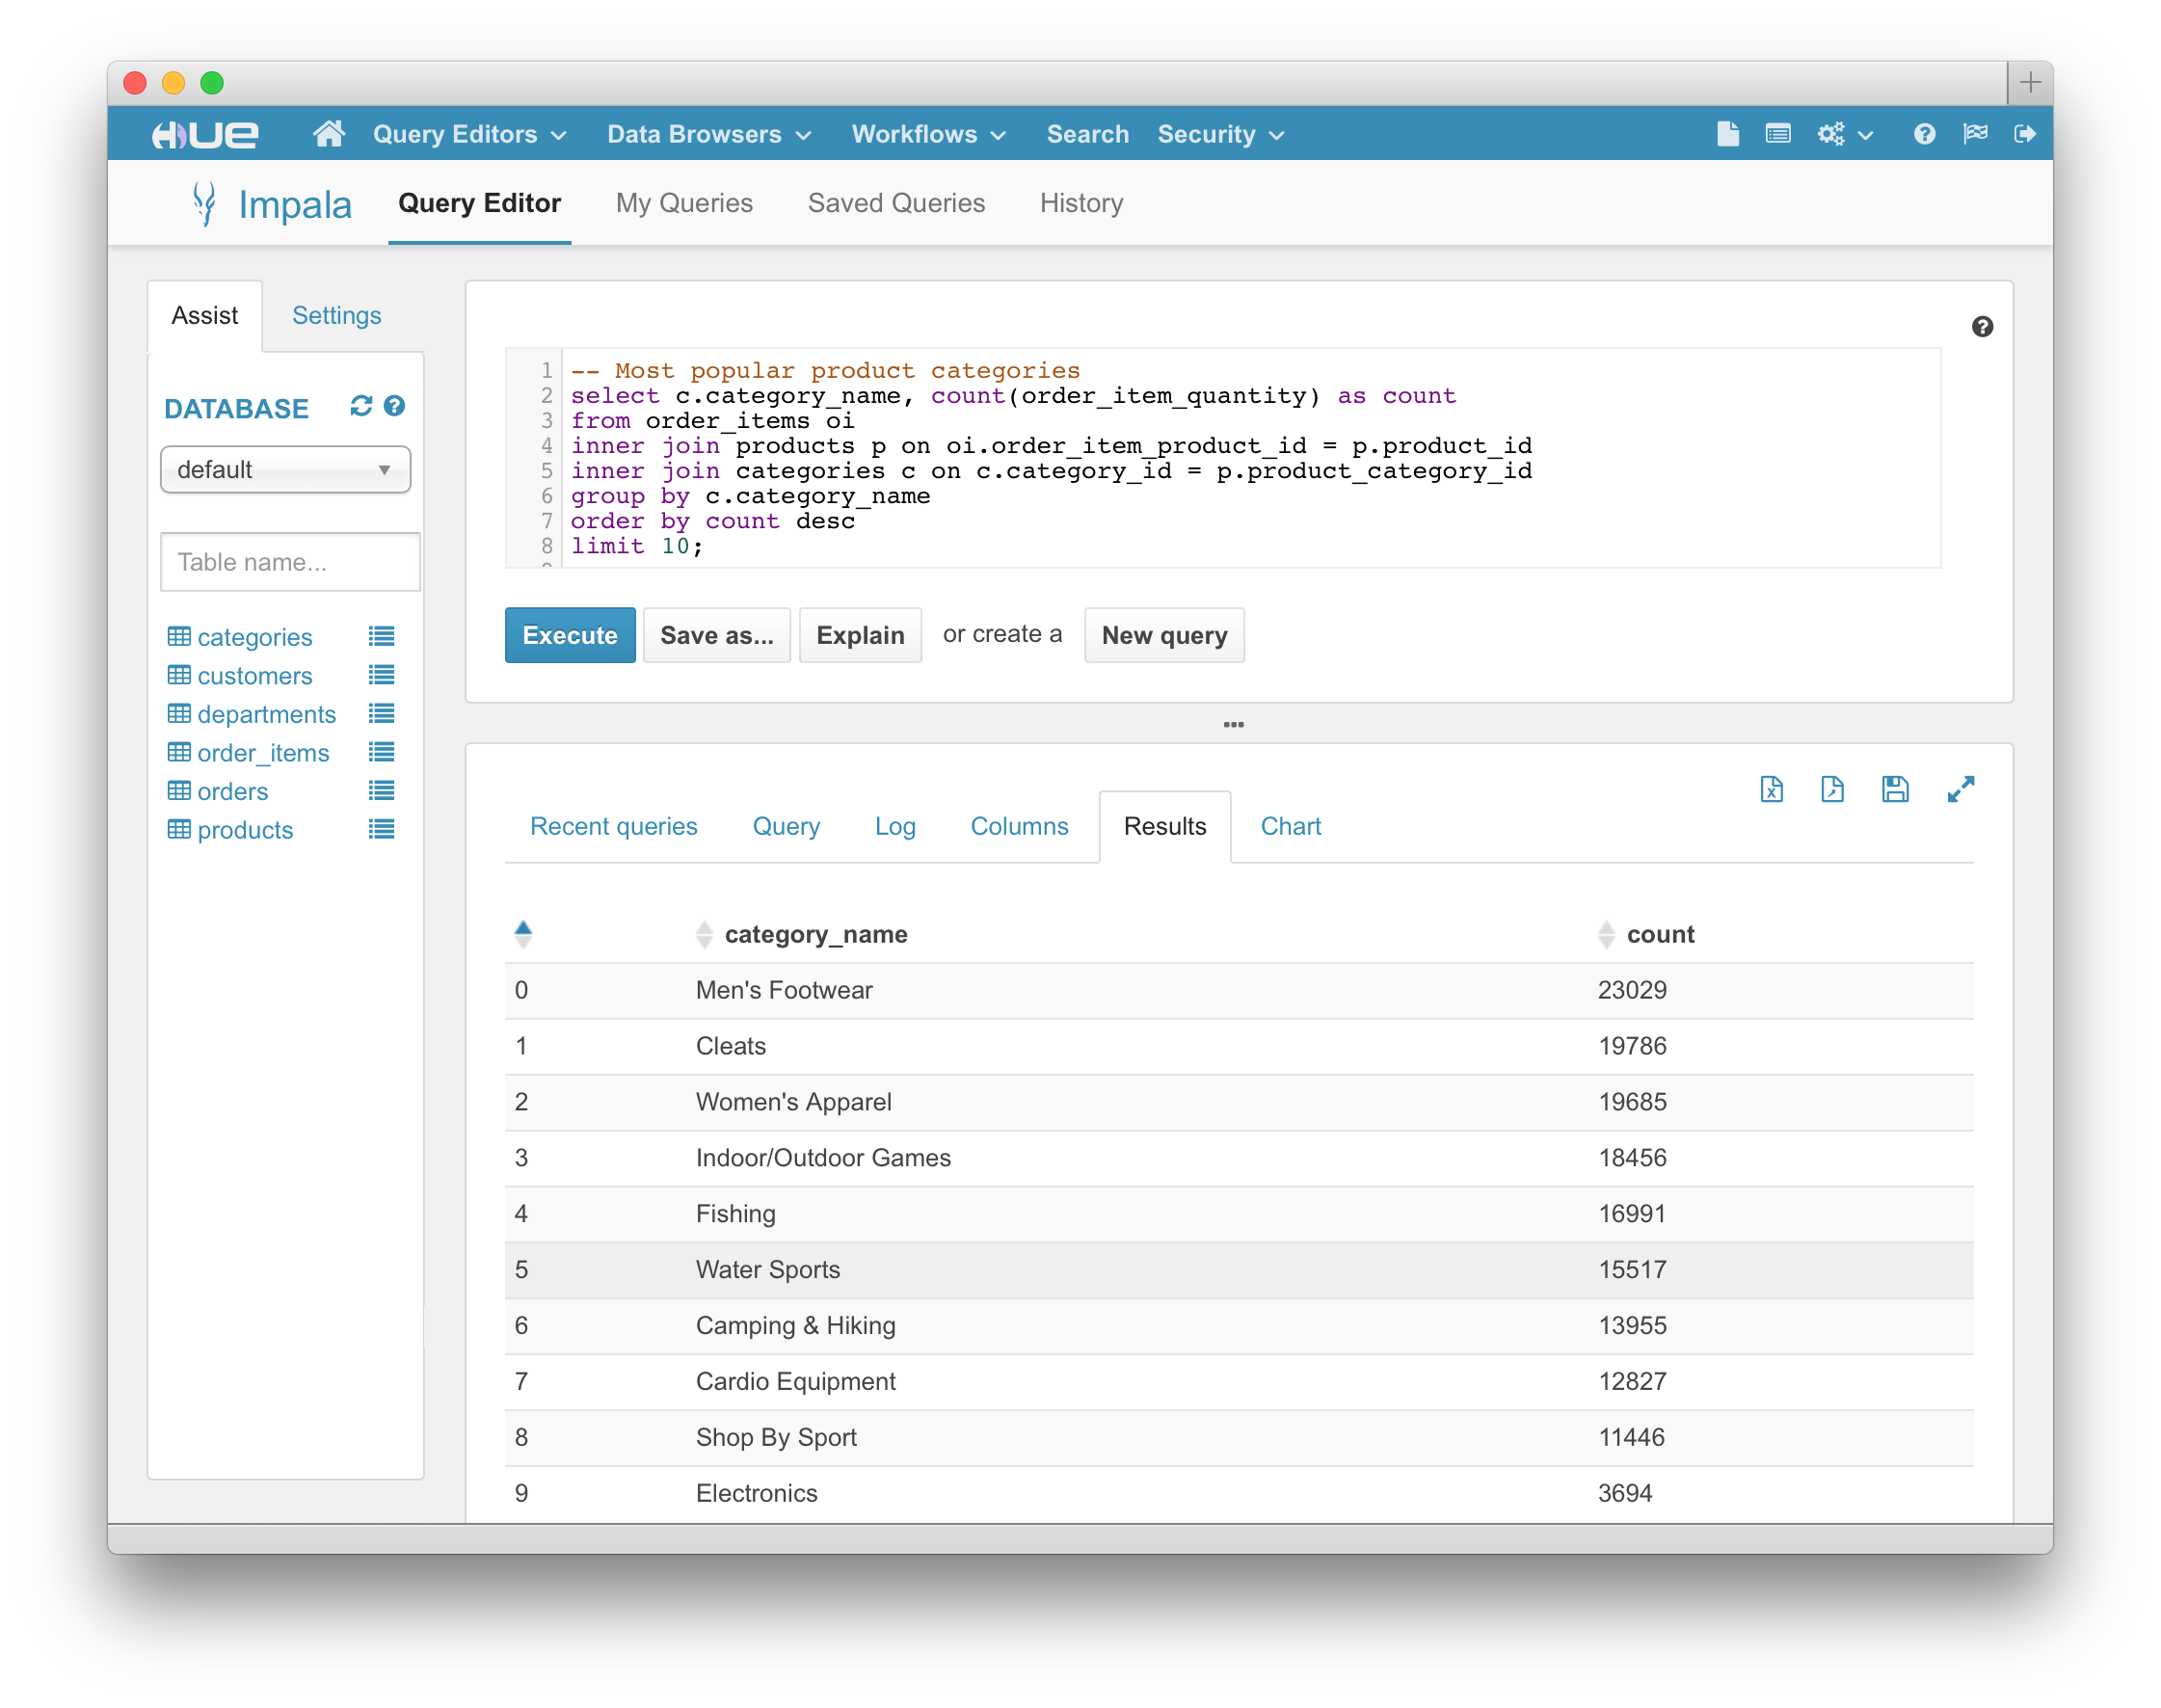 HUE Query Editors Data Browsers Workflows Search Security
Impala Query Editor My Queries Saved Queries History
Assist Settings
DATABASE
default
Table name...
categories
customers
departments
order_items
orders
products
1 -- Most popular product categories
2 select c.category_name, count(order_item_quantity) as count
3 from order_items oi
4 inner join products p on oi.order_item_product_id = p.product_id
5 inner join categories c on c.category_id = p.product_category_id
6 group by c.category_name
7 order by count desc
8 limit 10;
Execute Save as... Explain or create a New query
Recent queries Query Log Columns Results Chart
category_name count
0 Men's Footwear 23029
1 Cleats 19786
2 Women's Apparel 19685
3 Indoor/Outdoor Games 18456
4 Fishing 16991
5 Water Sports 15517
6 Camping & Hiking 13955
7 Cardio Equipment 12827
8 Shop By Sport 11446
9 Electronics 3694